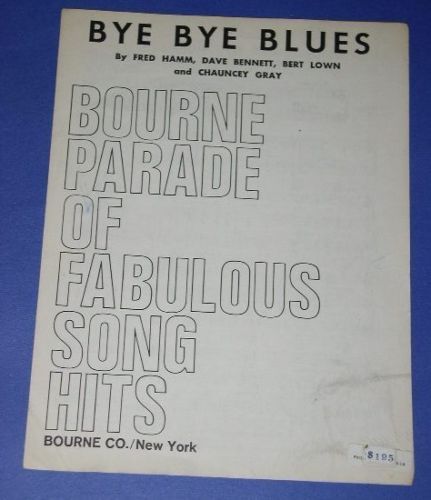 BYE BYE BLUES
By FRED HAMM, DAVE BENNETT, BERT LOWN
and CHAUNCEY GRAY
BOURNE
PARADE
OF
FABULOUS
SONG
HITS
BOURNE CO./New York
$195